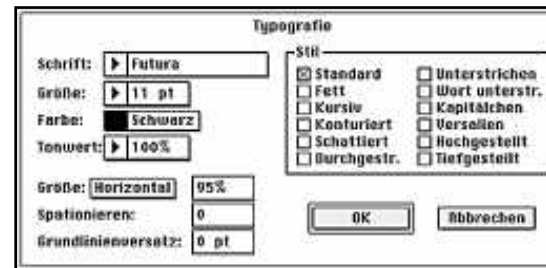 Typografie
Schrift: Futura
Größe: 11 pt
Farbe: Schwarz
Tonwert: 100%
Größe: Horizontal 95%
Spationieren: 0
Grundlinienversatz: 0 pt
Stil
Standard Unterstrichen
Fett Wort unterstr.
Kursiv Kapitälchen
Konturiert Versalien
Schattiert Hochgestellt
Durchgestr. Tiefgestellt
OK Abbrechen